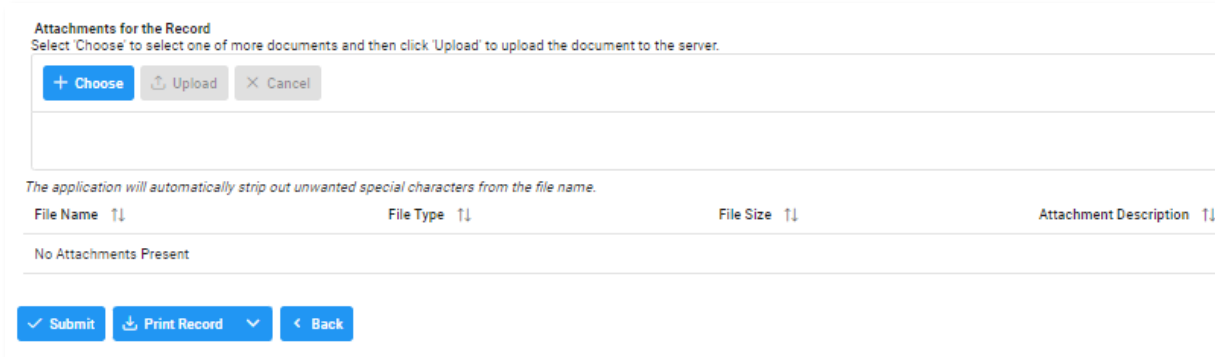 Attachments for the Record
Select 'Choose' to select one of more documents and then click 'Upload' to upload the document to the server.
Choose Upload Cancel
The application will automatically strip out unwanted special characters from the file name.
File Name File Type File Size Attachment Description
No Attachments Present
Submit Print Record Back